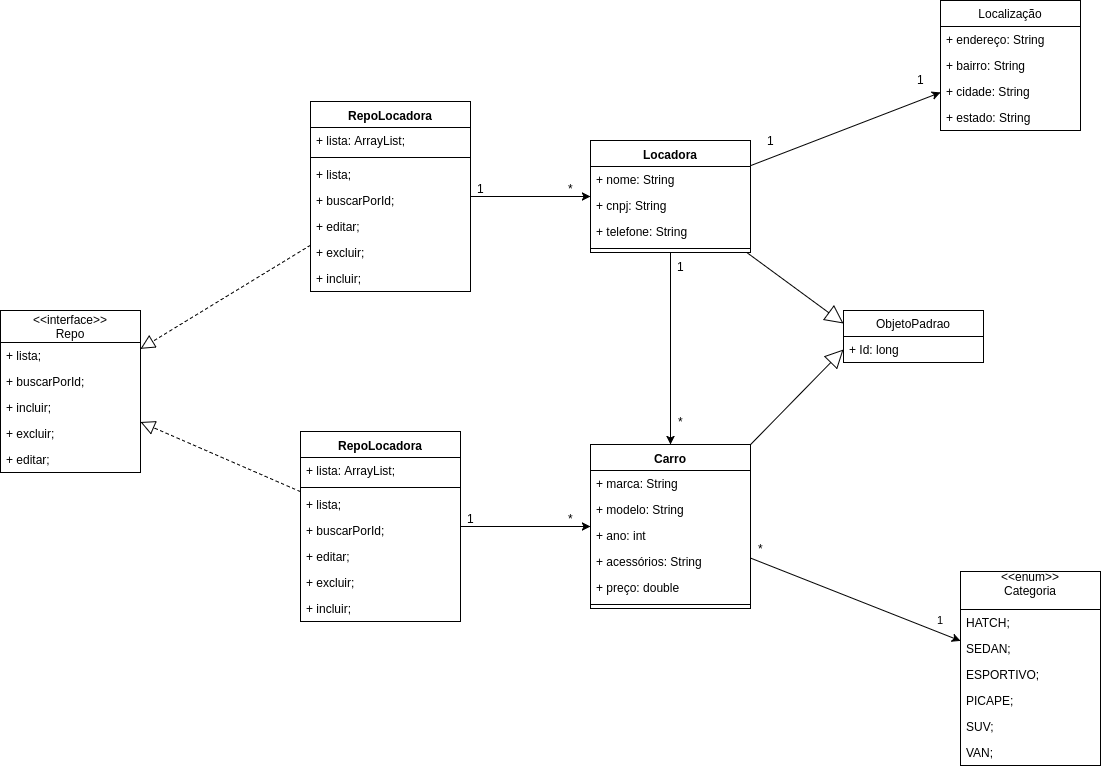 Localização
+ endereço: String
+ bairro: String
+ cidade: String
+ estado: String
1
1
RepoLocadora
+ lista: ArrayList;
+ lista;
+ buscarPorId;
+ editar;
+ excluir;
+ incluir;
1
*
Locadora
+ nome: String
+ cnpj: String
+ telefone: String
1
*
<<interface>>
Repo
+ lista;
+ buscarPorId;
+ incluir;
+ excluir;
+ editar;
ObjetoPadrao
+ Id: long
RepoLocadora
+ lista: ArrayList;
+ lista;
+ buscarPorId;
+ editar;
+ excluir;
+ incluir;
1
*
Carro
+ marca: String
+ modelo: String
+ ano: int
+ acessórios: String
+ preço: double
*
1
<<enum>>
Categoria
HATCH;
SEDAN;
ESPORTIVO;
PICAPE;
SUV;
VAN;